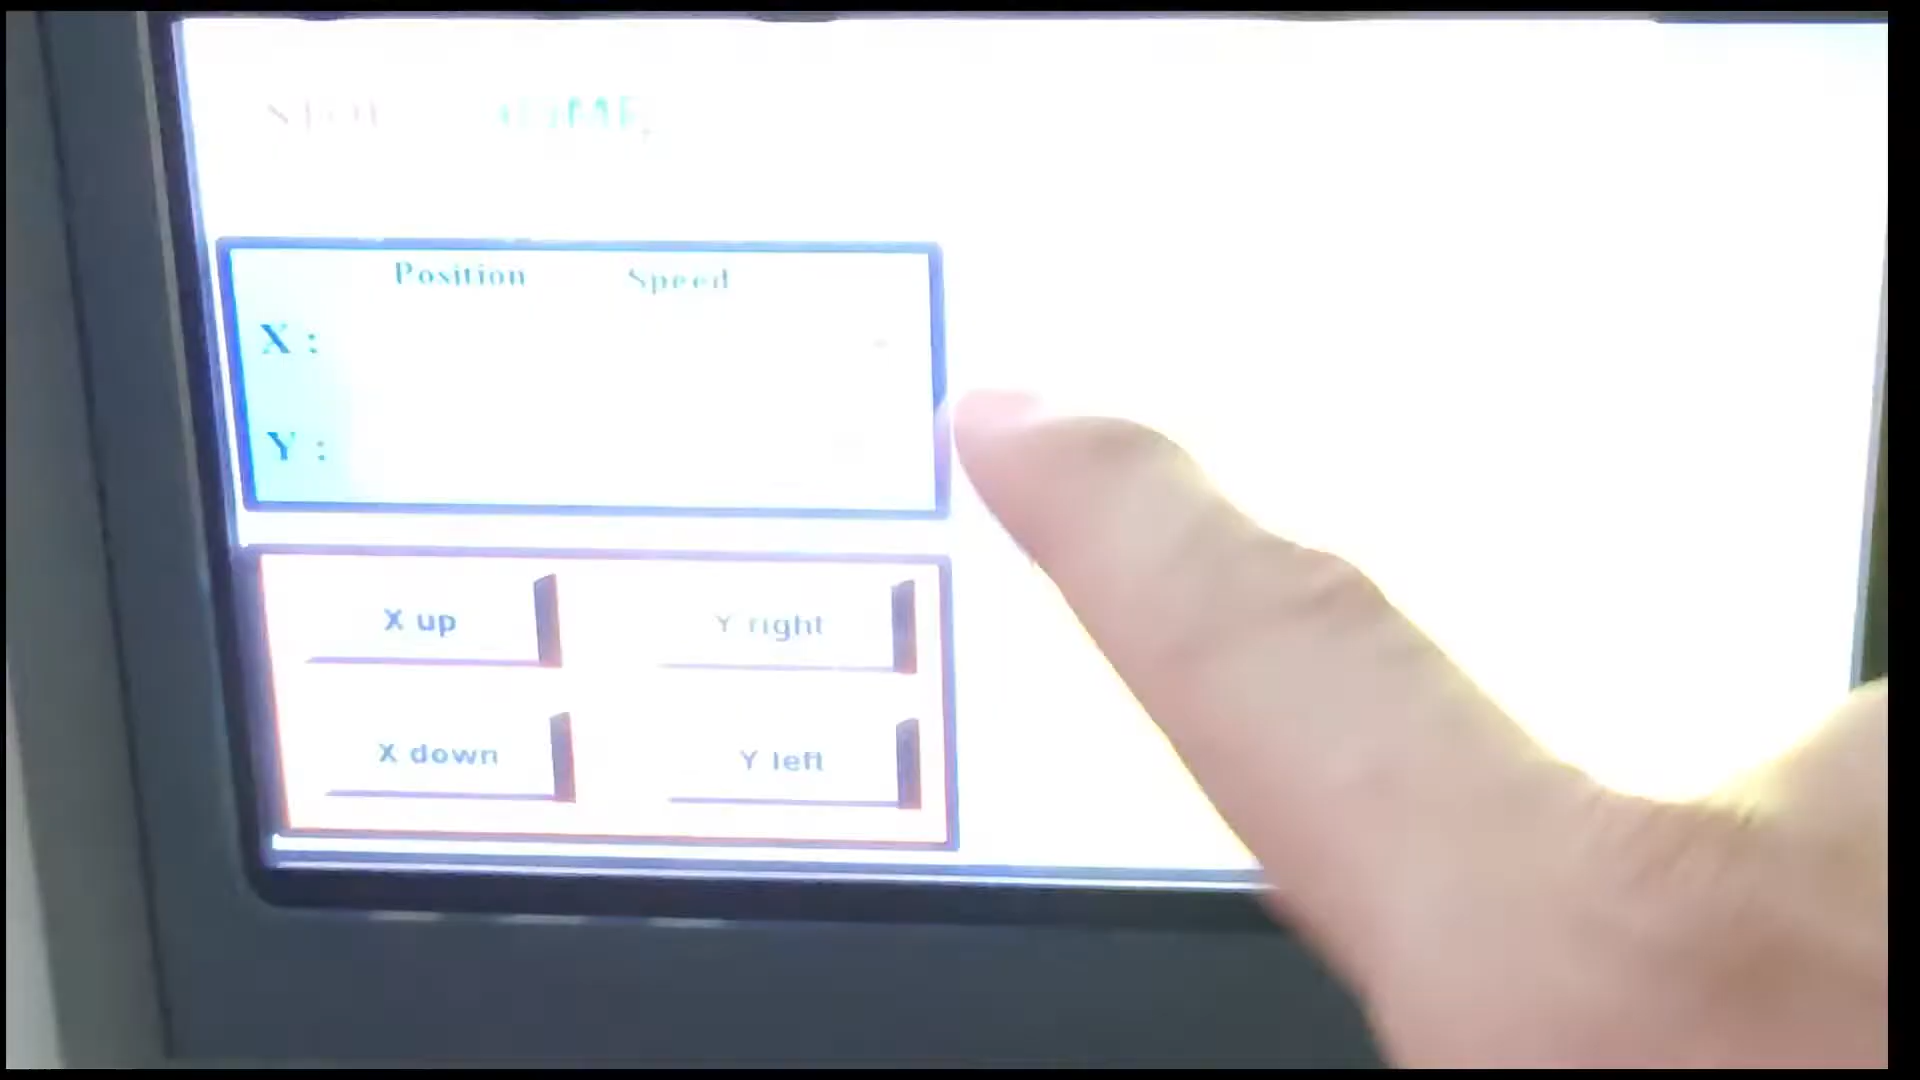 Position Speed
X :
Y :
X up Y right
X down Y left